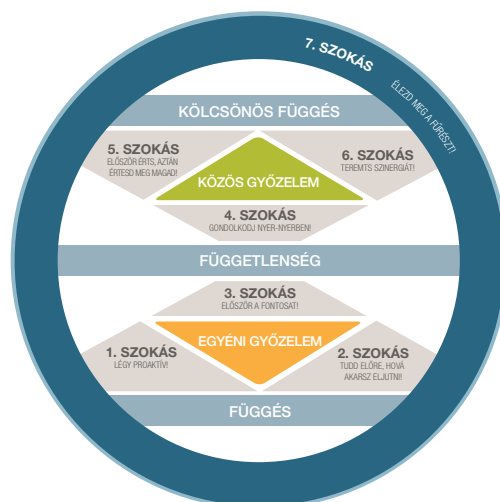 7. SZOKÁS
ÉLEZD MEG A FŰRÉSZT!
KÖLCSÖNÖS FÜGGÉS
5. SZOKÁS
ELŐSZÖR ÉRTS, AZTÁN
ÉRTESD MEG MAGAD!
6. SZOKÁS
TEREMTS SZINERGIÁT!
KÖZÖS GYŐZELEM
4. SZOKÁS
GONDOLKODJ NYER-NYERBEN!
FÜGGETLENSÉG
3. SZOKÁS
ELŐSZÖR A FONTOSAT!
EGYÉNI GYŐZELEM
1. SZOKÁS
LÉGY PROAKTÍV!
2. SZOKÁS
TUDD ELŐRE, HOVÁ
AKARSZ ELJUTNI!
FÜGGÉS